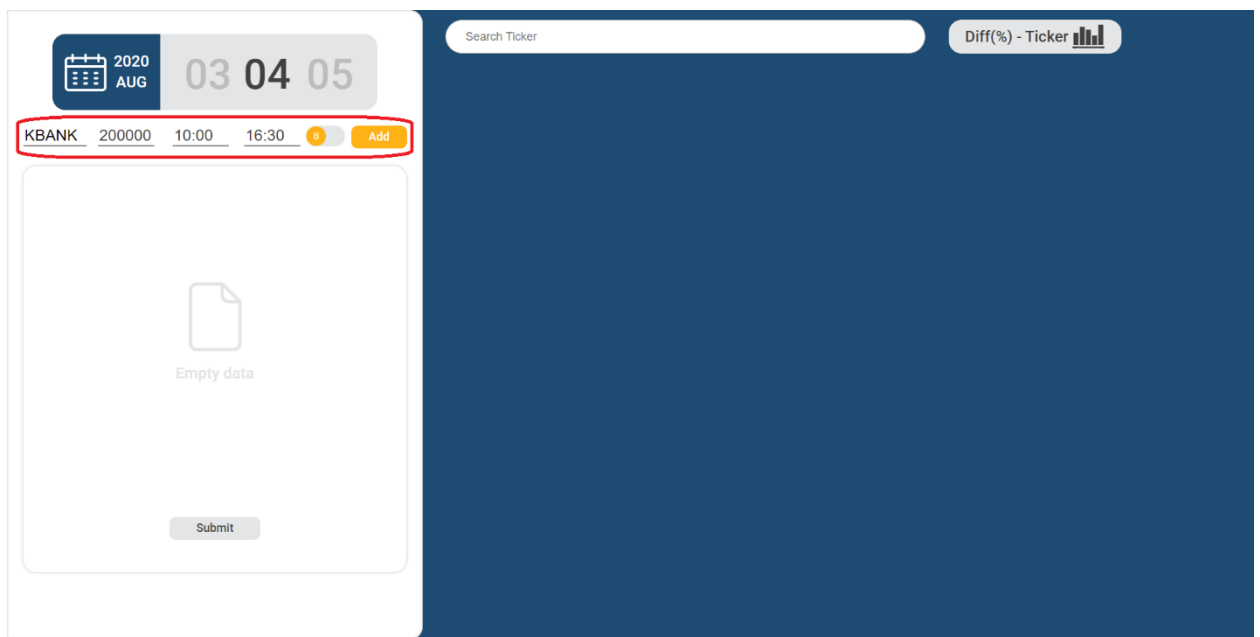 2020
AUG
03 04 05
KBANK 200000 10:00 16:30 B Add
Empty data
Submit
Search Ticker
Diff(%) - Ticker